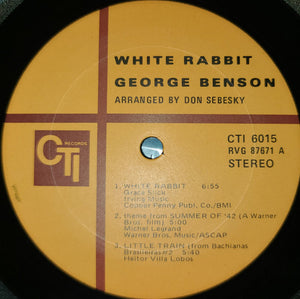 WHITE RABBIT
GEORGE BENSON
ARRANGED BY DON SEBESKY
CTI
RECORDS
CTI 6015
RVG 87671 A
STEREO
1. WHITE RABBIT 6:55
Grace Slick
Irving Music/
Copper Penny Publ. Co./BMI
2. theme from SUMMER OF '42 (A Warner
Bros. film) 5:00
Michel Legrand
Warner Bros. Music/ASCAP
3. LITTLE TRAIN (from Bachianas
Brasileiras #2) 5:30
Heitor Villa Lobos